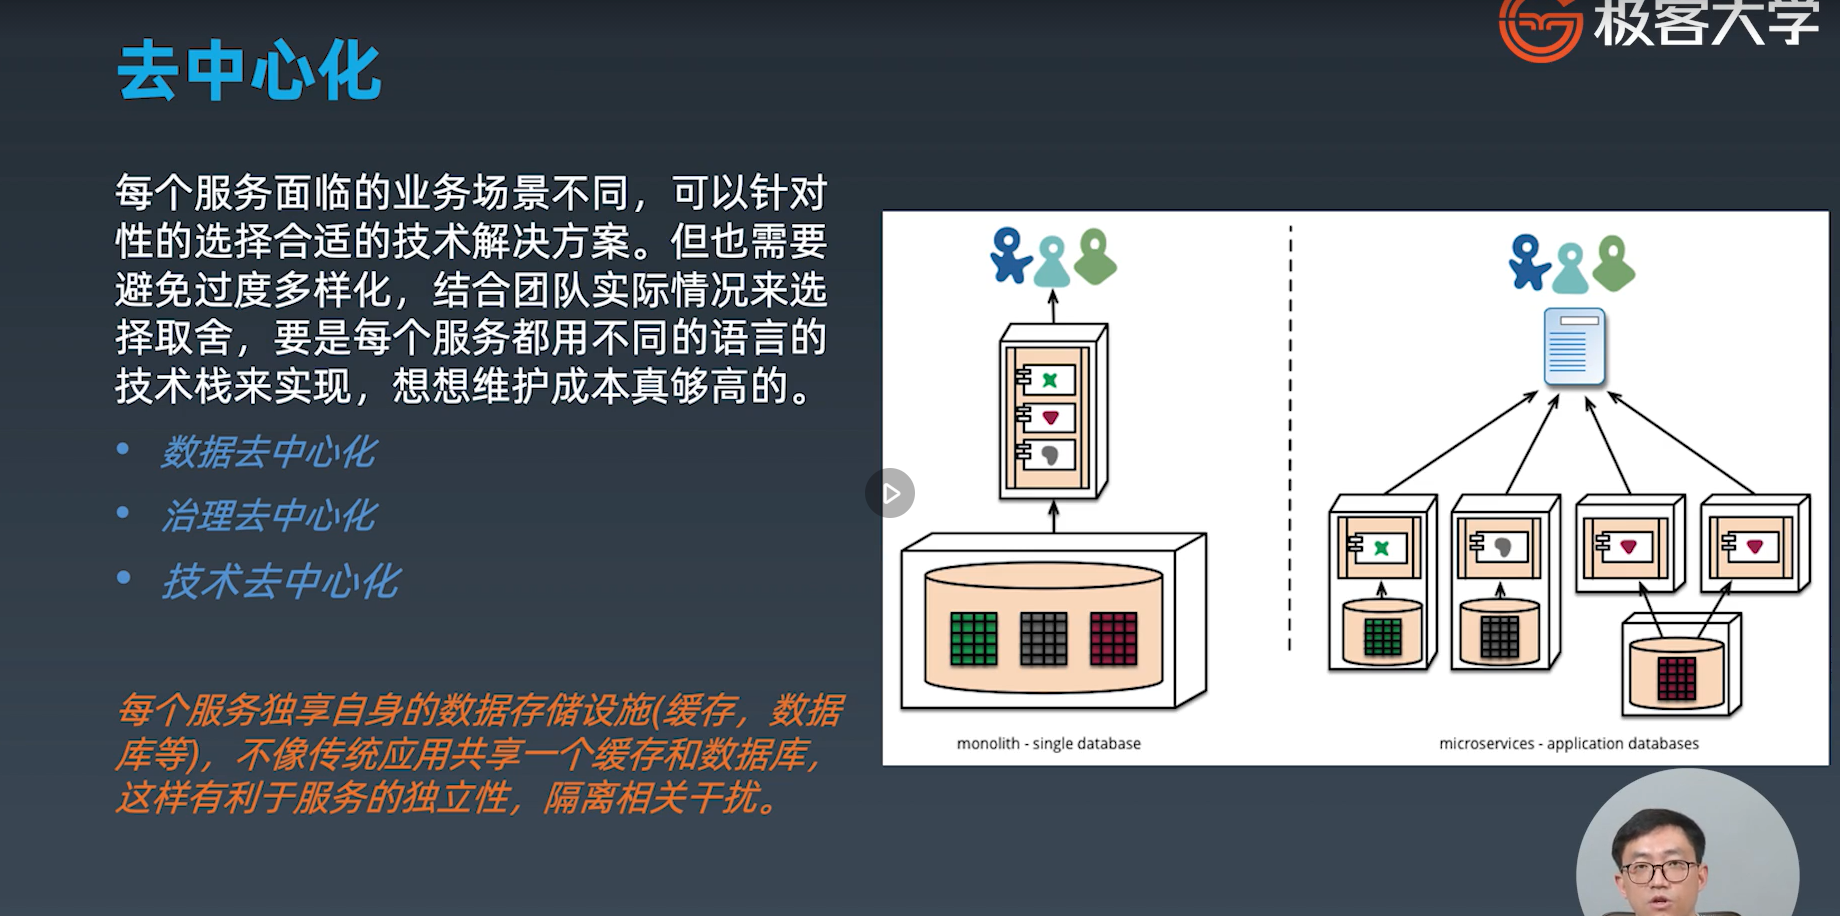 极客大学
去中心化
每个服务面临的业务场景不同，可以针对
性的选择合适的技术解决方案。但也需要
避免过度多样化，结合团队实际情况来选
择取舍，要是每个服务都用不同的语言的
技术栈来实现，想想维护成本真够高的。
• 数据去中心化
• 治理去中心化
• 技术去中心化
每个服务独享自身的数据存储设施(缓存，数据
库等)，不像传统应用共享一个缓存和数据库，
这样有利于服务的独立性，隔离相关干扰。
monolith - single database
microservices - application databases